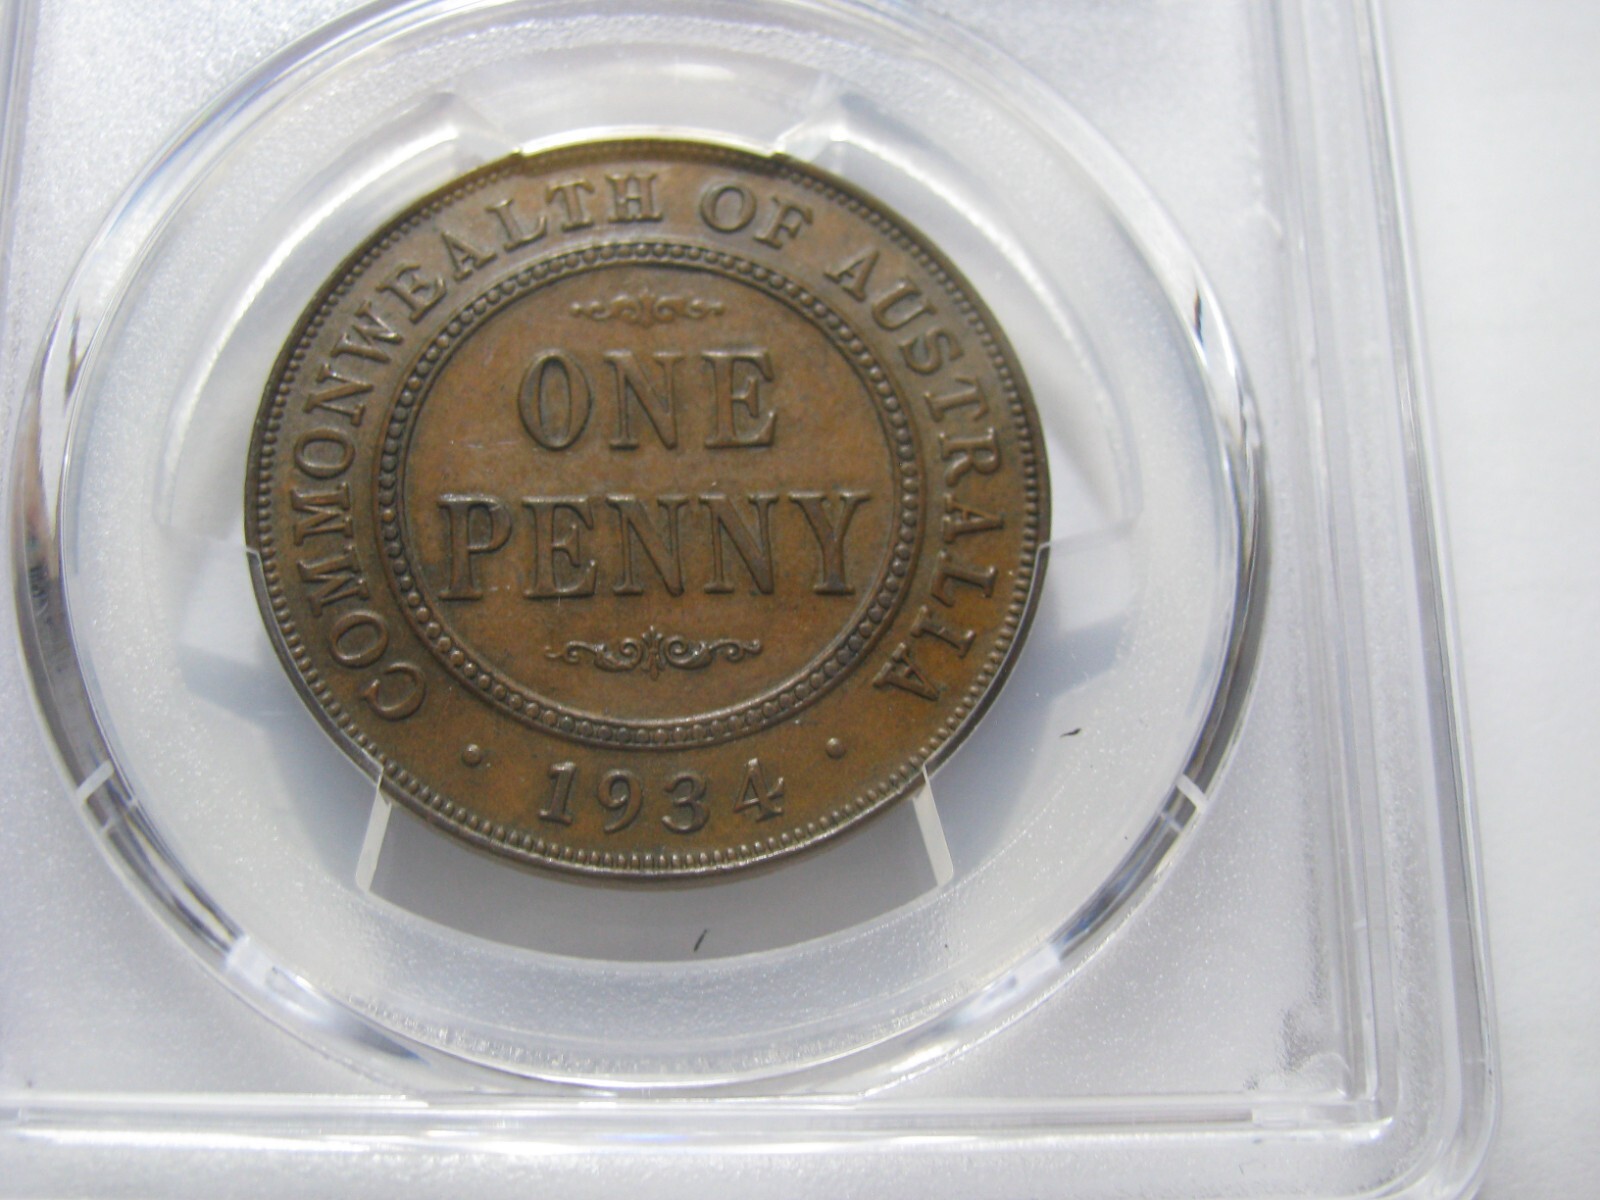 COMMONWEALTH OF AUSTRALIA
ONE
PENNY
· 1934 ·